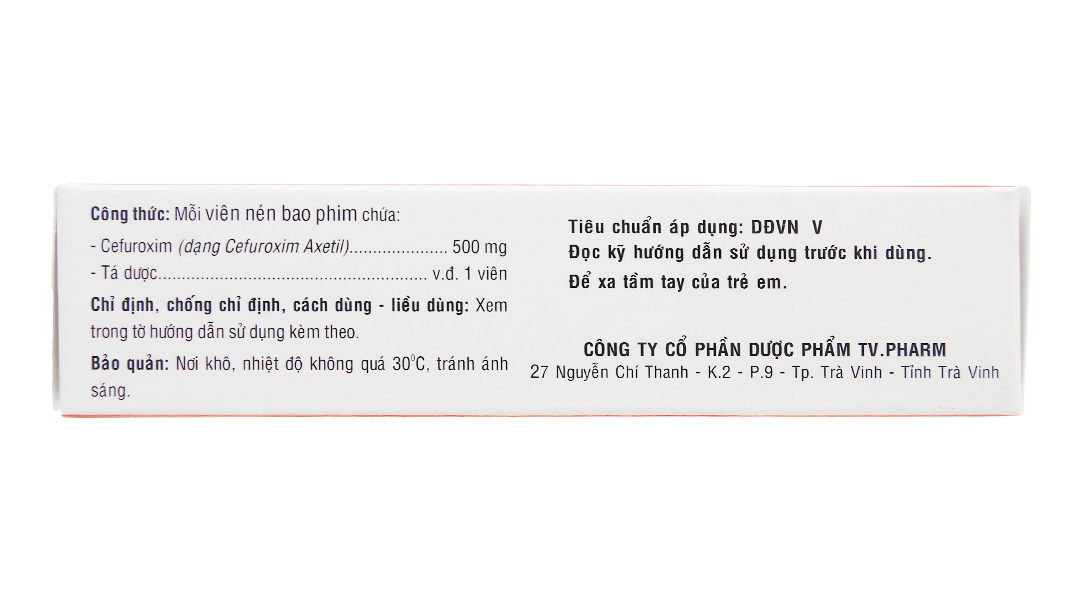 Công thức: Mỗi viên nén bao phim chứa:
- Cefuroxim (dạng Cefuroxim Axetil)..................... 500 mg
- Tá dược......................................................... v.đ. 1 viên
Chỉ định, chống chỉ định, cách dùng - liều dùng: Xem
trong tờ hướng dẫn sử dụng kèm theo.
Bảo quản: Nơi khô, nhiệt độ không quá 30⁰C, tránh ánh
sáng.
Tiêu chuẩn áp dụng: DĐVN V
Đọc kỹ hướng dẫn sử dụng trước khi dùng.
Để xa tầm tay của trẻ em.
CÔNG TY CỔ PHẦN DƯỢC PHẨM TV.PHARM
27 Nguyễn Chí Thanh - K.2 - P.9 - Tp. Trà Vinh - Tỉnh Trà Vinh